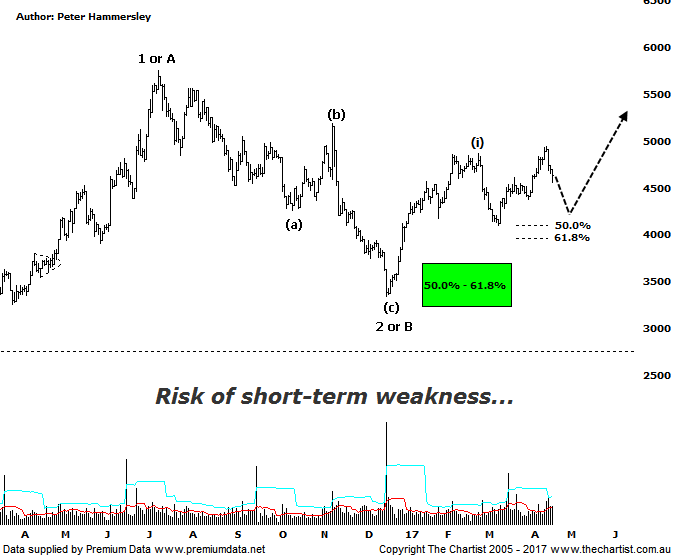 Author: Peter Hammersley
6500
6000
1 or A
5500
(b)
5000
(i)
4500
(a)
50.0%
61.8%
4000
3500
50.0% - 61.8%
(c)
2 or B
3000
2500
Risk of short-term weakness...
A M J J A S O N D 17 F M A M J
Data supplied by Premium Data www.premiumdata.net
Copyright The Chartist 2005 - 2017 www.thechartist.com.au